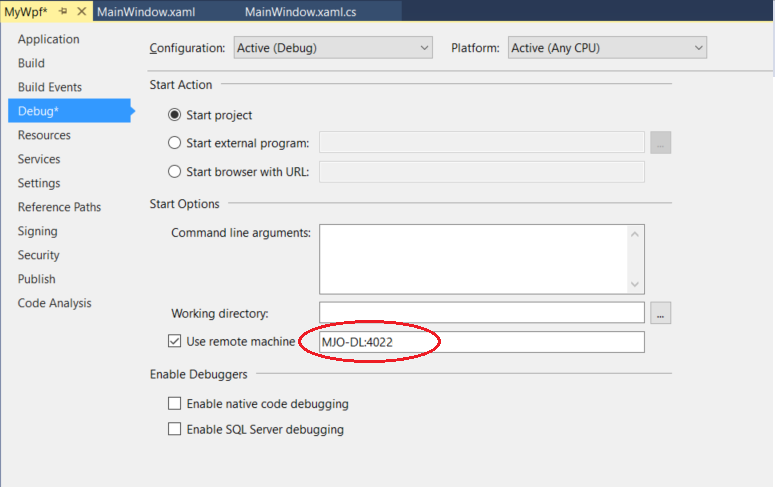 MyWpf* MainWindow.xaml MainWindow.xaml.cs
Application
Build
Build Events
Debug*
Resources
Services
Settings
Reference Paths
Signing
Security
Publish
Code Analysis
Configuration: Active (Debug) Platform: Active (Any CPU)
Start Action
Start project
Start external program: ...
Start browser with URL:
Start Options
Command line arguments:
Working directory: ...
Use remote machine MJO-DL:4022
Enable Debuggers
Enable native code debugging
Enable SQL Server debugging